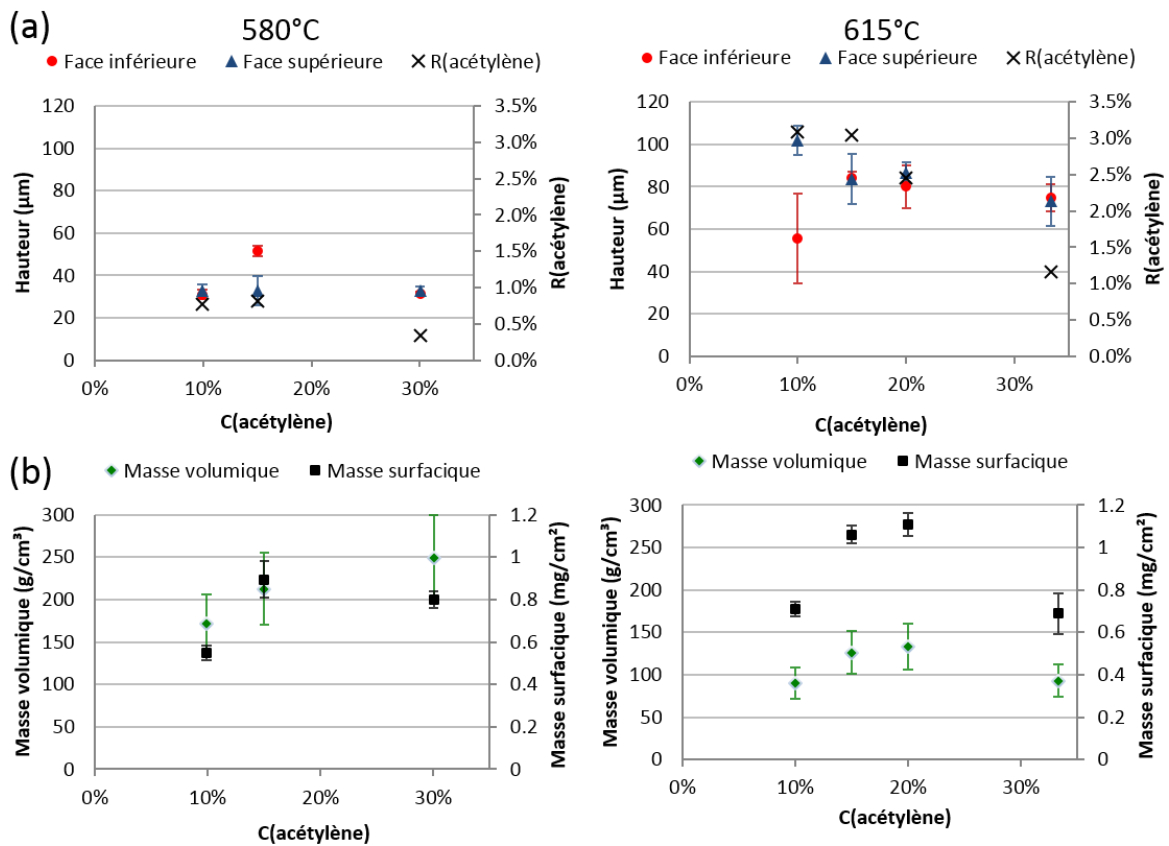 (a)
580°C
Face inférieure Face supérieure R(acétylène)
120
100
80
60
40
20
0
Hauteur (µm)
3.5%
3.0%
2.5%
2.0%
1.5%
1.0%
0.5%
0.0%
R(acétylène)
0% 10% 20% 30%
C(acétylène)
615°C
Face inférieure Face supérieure R(acétylène)
120
100
80
60
40
20
0
Hauteur (µm)
3.5%
3.0%
2.5%
2.0%
1.5%
1.0%
0.5%
0.0%
R(acétylène)
0% 10% 20% 30%
C(acétylène)
(b)
Masse volumique Masse surfacique
300
250
200
150
100
50
0
Masse volumique (g/cm³)
1.2
1
0.8
0.6
0.4
0.2
0
Masse surfacique (mg/cm²)
0% 10% 20% 30%
C(acétylène)
Masse volumique Masse surfacique
300
250
200
150
100
50
0
Masse volumique (g/cm³)
1.2
1
0.8
0.6
0.4
0.2
0
Masse surfacique (mg/cm²)
0% 10% 20% 30%
C(acétylène)